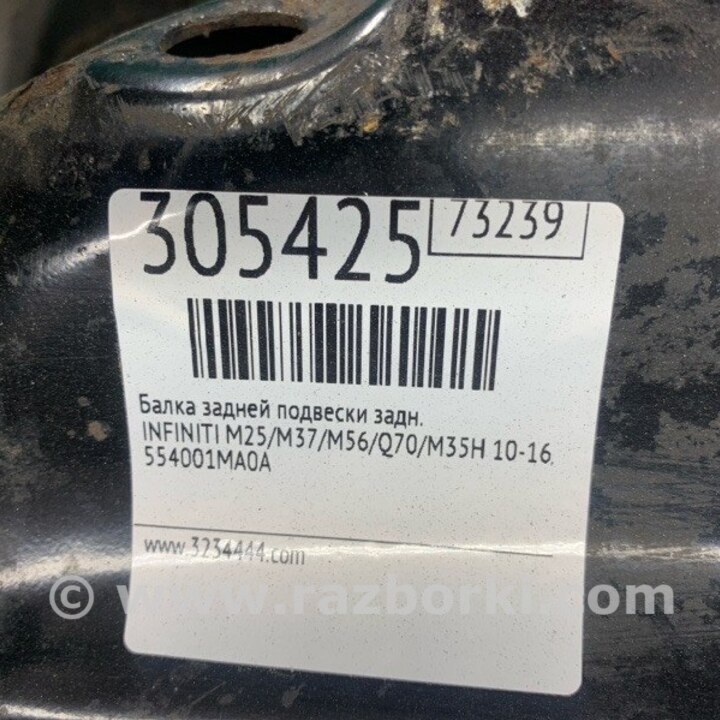 305425
73239
Балка задней подвески задн.
INFINITI M25/M37/M56/Q70/M35H 10-16,
554001MA0A
www.3234444.com
© www.razborki.com